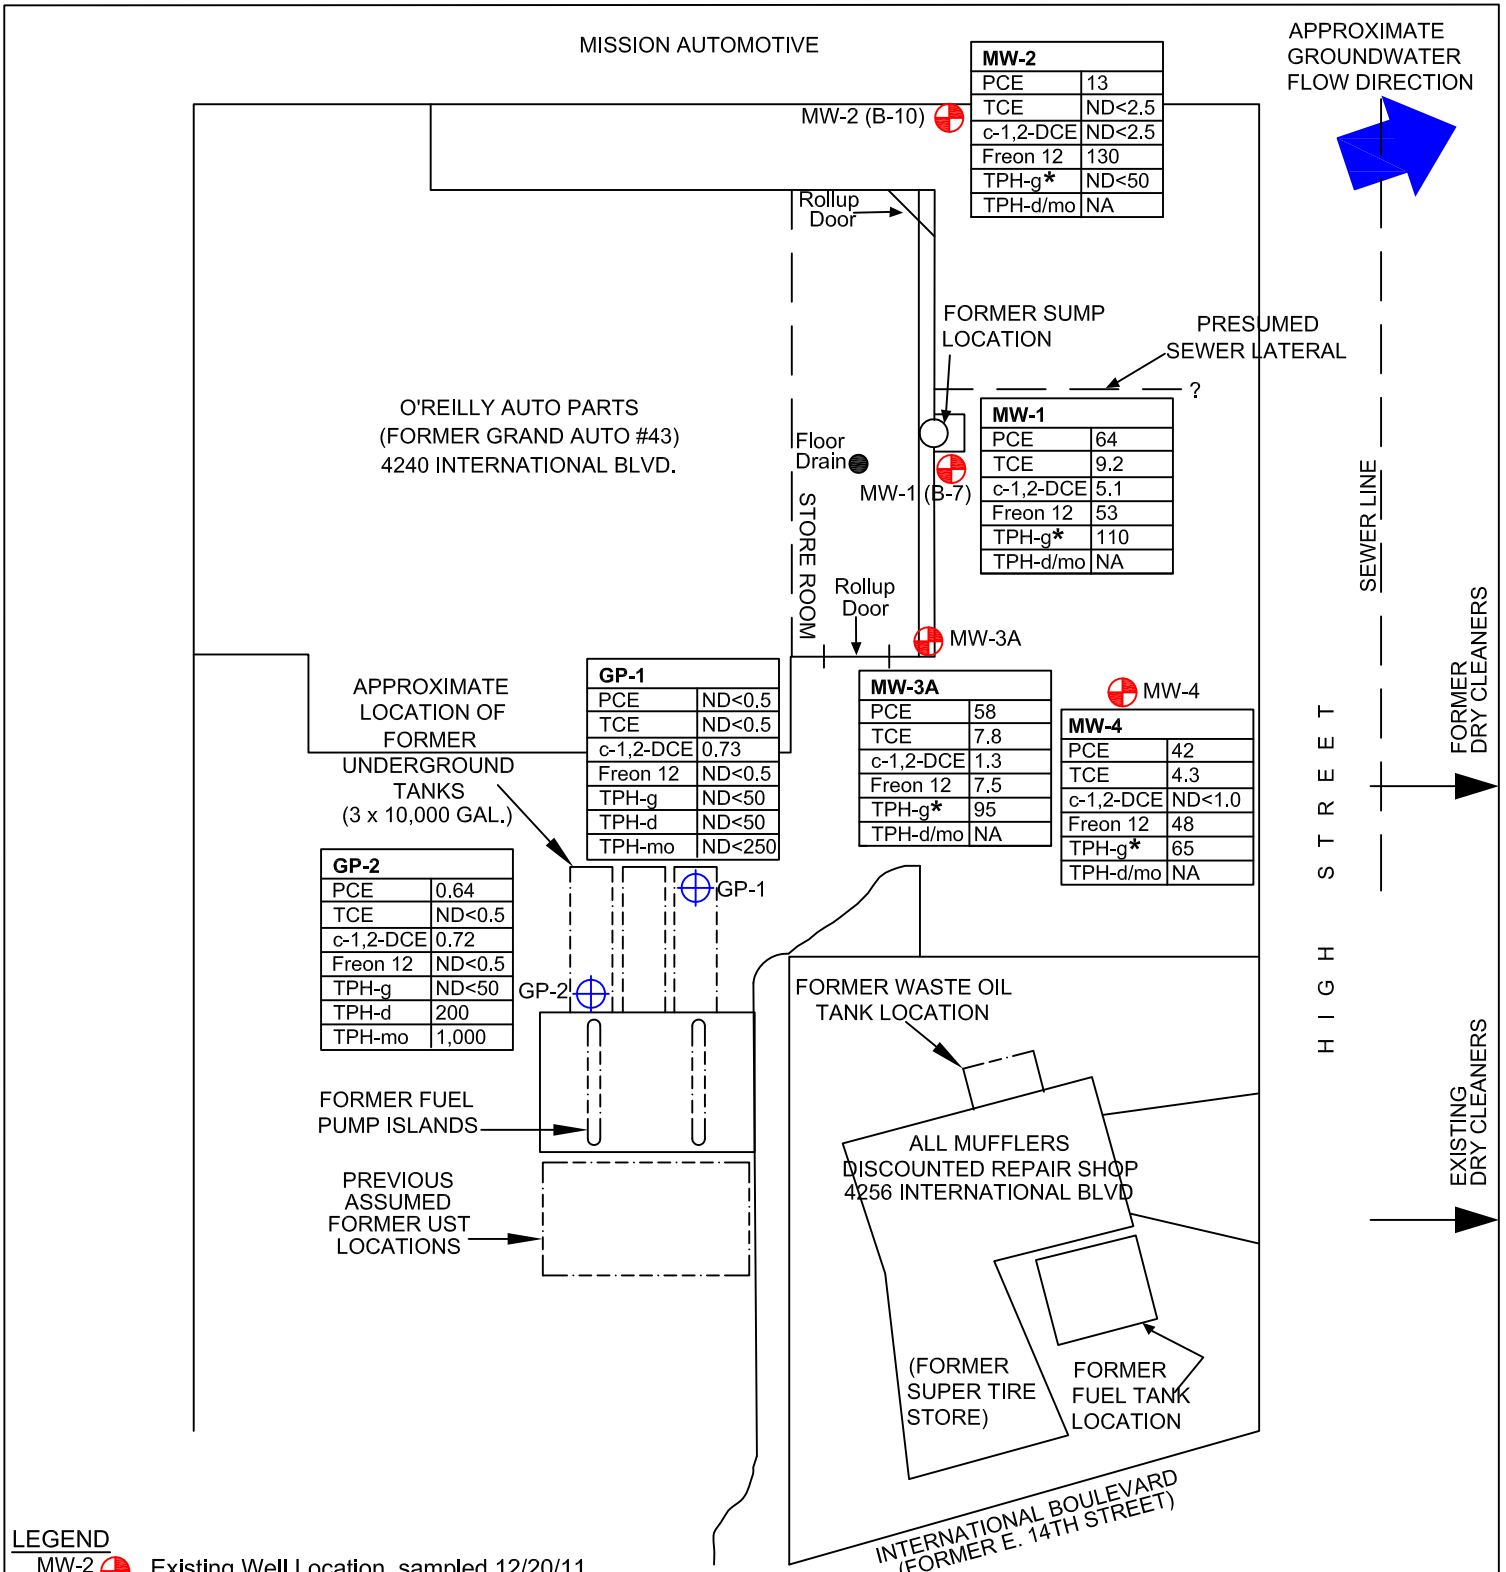 MISSION AUTOMOTIVE
APPROXIMATE
GROUNDWATER
FLOW DIRECTION
MW-2 (B-10)
MW-2
PCE 13
TCE ND<2.5
c-1,2-DCE ND<2.5
Freon 12 130
TPH-g* ND<50
TPH-d/mo NA
Rollup
Door
FORMER SUMP
LOCATION
PRESUMED
SEWER LATERAL
?
O'REILLY AUTO PARTS
(FORMER GRAND AUTO #43)
4240 INTERNATIONAL BLVD.
Floor
Drain
MW-1 (B-7)
MW-1
PCE 64
TCE 9.2
c-1,2-DCE 5.1
Freon 12 53
TPH-g* 110
TPH-d/mo NA
STORE ROOM
SEWER LINE
Rollup
Door
MW-3A
MW-3A
PCE 58
TCE 7.8
c-1,2-DCE 1.3
Freon 12 7.5
TPH-g* 95
TPH-d/mo NA
MW-4
MW-4
PCE 42
TCE 4.3
c-1,2-DCE ND<1.0
Freon 12 48
TPH-g* 65
TPH-d/mo NA
GP-1
PCE ND<0.5
TCE ND<0.5
c-1,2-DCE 0.73
Freon 12 ND<0.5
TPH-g ND<50
TPH-d ND<50
TPH-mo ND<250
APPROXIMATE
LOCATION OF
FORMER
UNDERGROUND
TANKS
(3 x 10,000 GAL.)
GP-2
PCE 0.64
TCE ND<0.5
c-1,2-DCE 0.72
Freon 12 ND<0.5
TPH-g ND<50
TPH-d 200
TPH-mo 1,000
GP-1
GP-2
HIGH STREET
FORMER
DRY CLEANERS
EXISTING
DRY CLEANERS
FORMER WASTE OIL
TANK LOCATION
FORMER FUEL
PUMP ISLANDS
PREVIOUS
ASSUMED
FORMER UST
LOCATIONS
ALL MUFFLERS
DISCOUNTED REPAIR SHOP
4256 INTERNATIONAL BLVD
(FORMER
SUPER TIRE
STORE)
FORMER
FUEL TANK
LOCATION
INTERNATIONAL BOULEVARD
(FORMER E. 14TH STREET)
LEGEND
MW-2 Existing Well Location, sampled 12/20/11